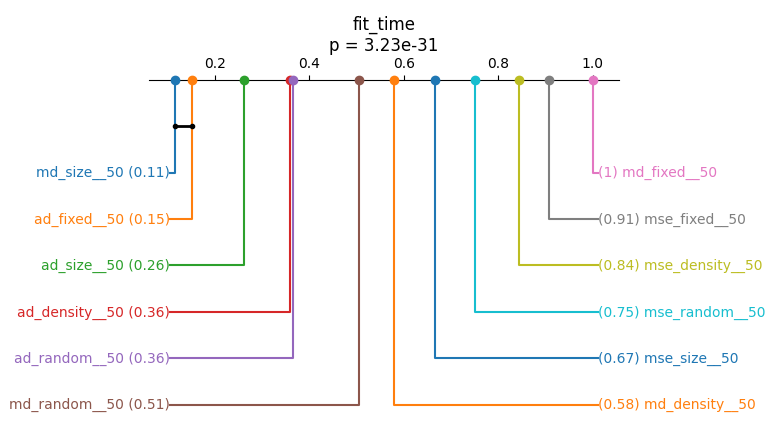 fit_time
p = 3.23e-31
0.2 0.4 0.6 0.8 1.0
md_size__50 (0.11)
(1) md_fixed__50
ad_fixed__50 (0.15)
(0.91) mse_fixed__50
ad_size__50 (0.26)
(0.84) mse_density__50
ad_density__50 (0.36)
(0.75) mse_random__50
ad_random__50 (0.36)
(0.67) mse_size__50
md_random__50 (0.51)
(0.58) md_density__50